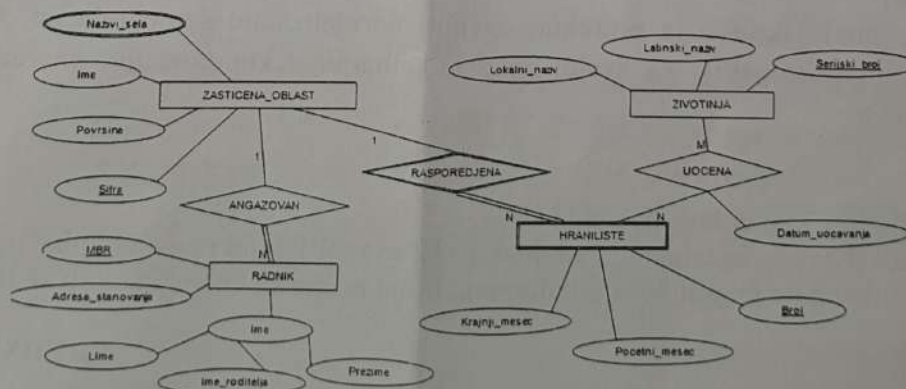 Nazivi_sela
Ime
ZASTICENA_OBLAST
Povrsine
Sifra
1
1
ANGAZOVAN
RASPOREDJENA
N
N
MBR
RADNIK
Adresa_stanovanja
Ime
Lime
Ime_roditelja
Prezime
Latinski_naziv
Lokalni_naziv
Serijski_broj
ZIVOTINJA
M
UOCENA
N
HRANILISTE
Datum_uocavanja
Krajnji_mesec
Pocetni_mesec
Broj